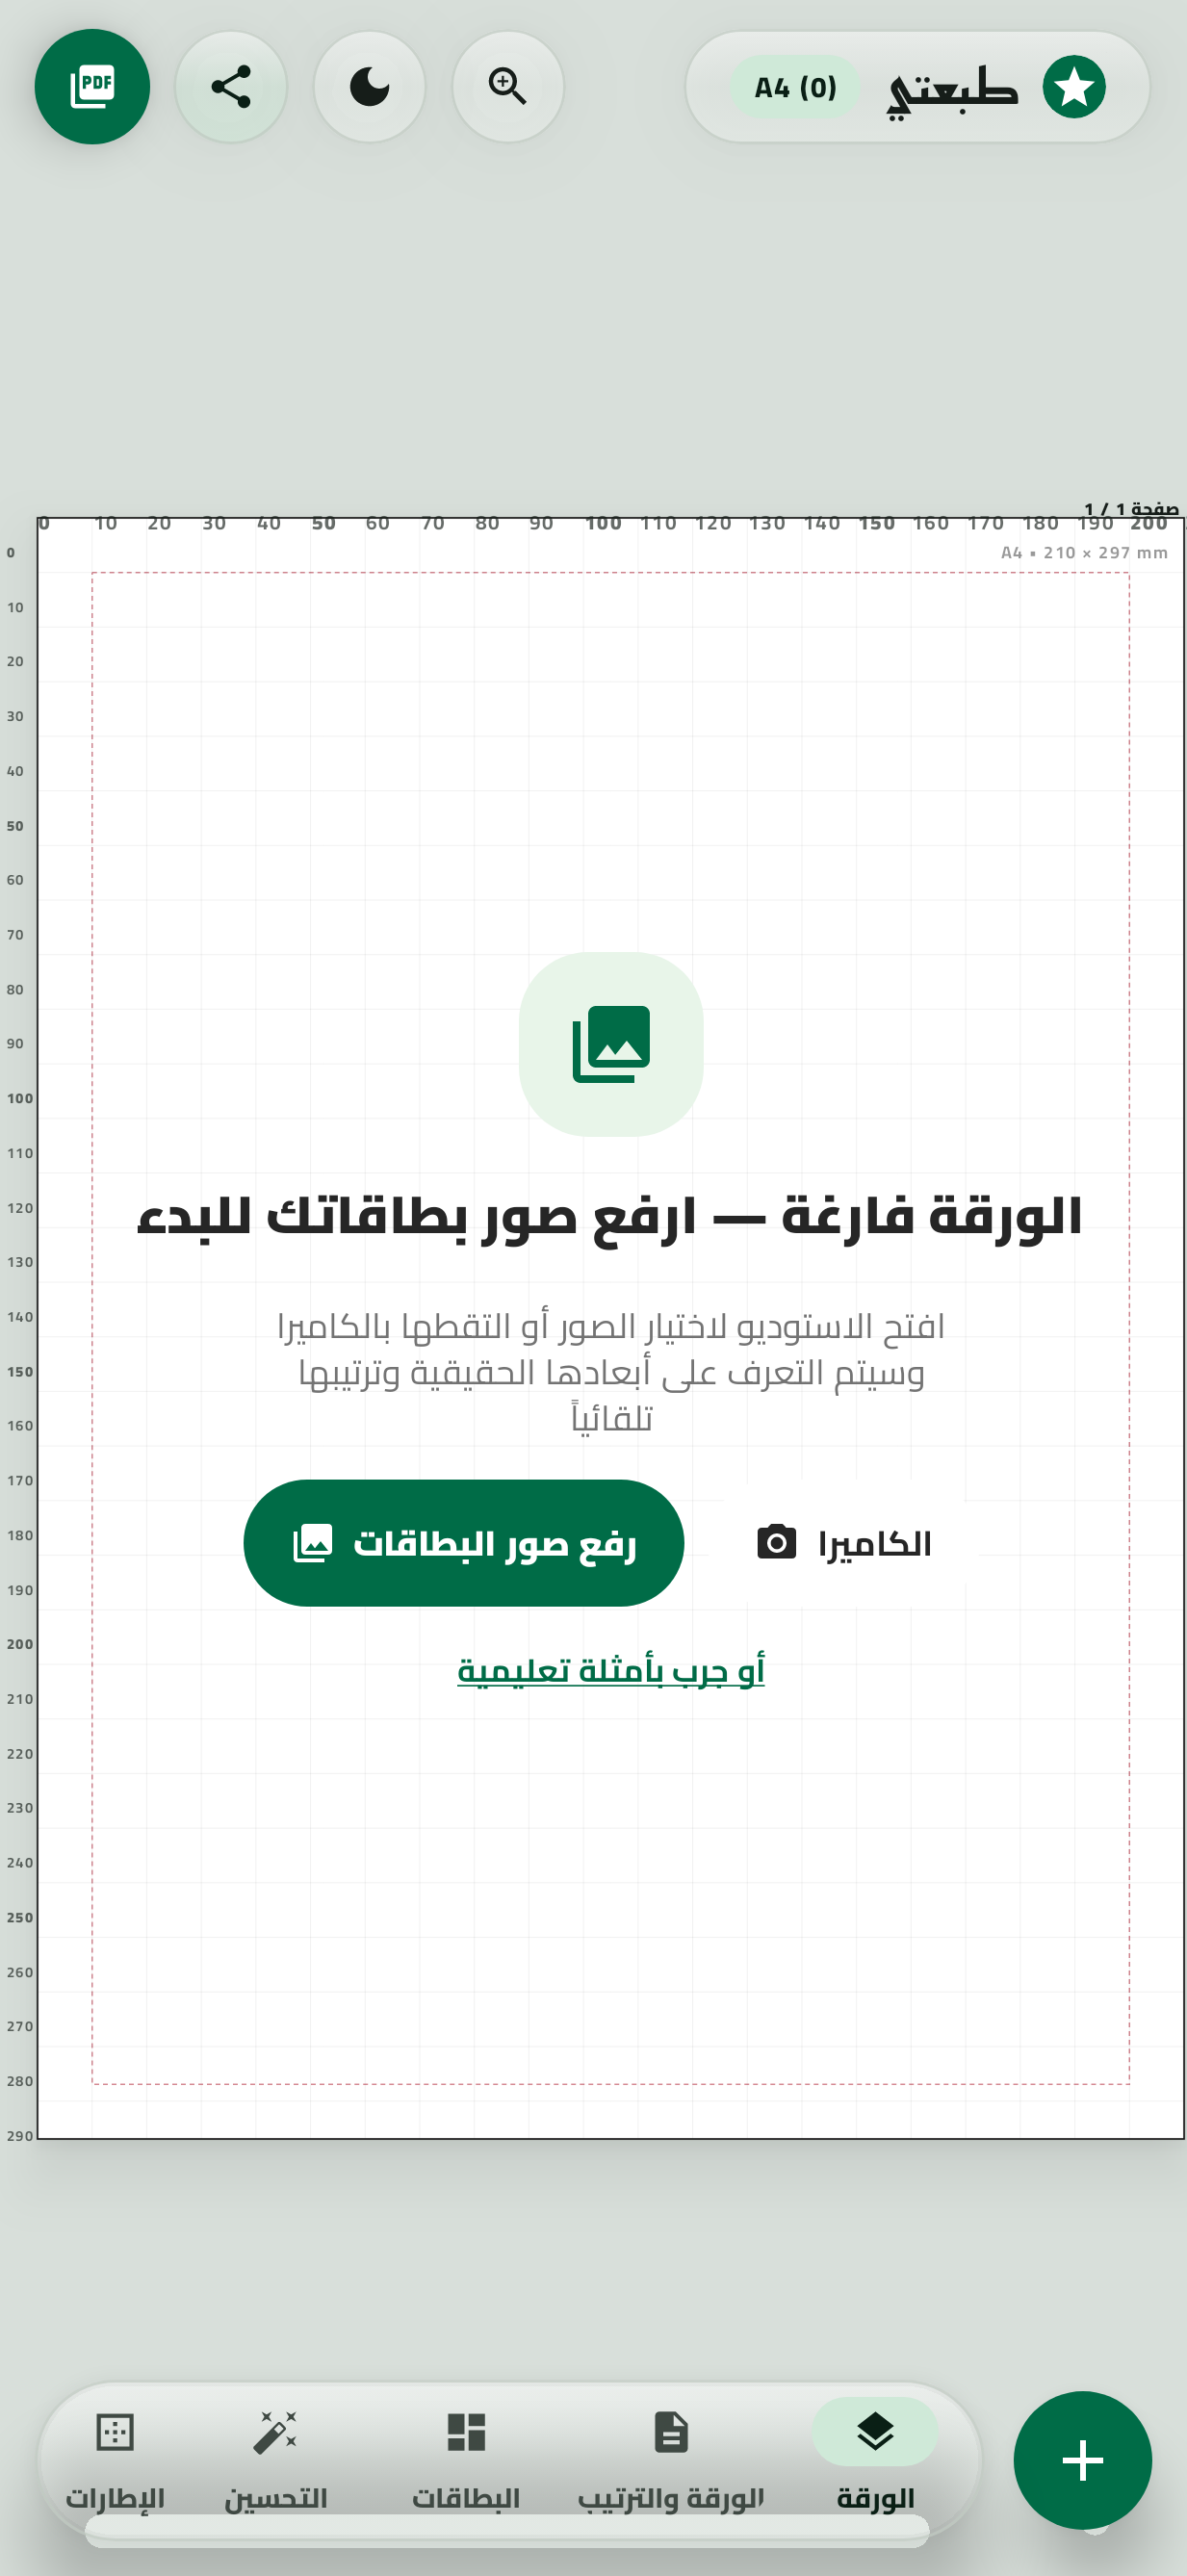 طبعتي
A4 (0)
PDF
صفحة 1 / 1
0 10 20 30 40 50 60 70 80 90 100 110 120 130 140 150 160 170 180 190 200
A4 • 210 × 297 mm
0
10
20
30
40
50
60
70
80
90
100
110
120
130
140
150
160
170
180
190
200
210
220
230
240
250
260
270
280
290
الورقة فارغة — ارفع صور بطاقاتك للبدء
افتح الاستوديو لاختيار الصور أو التقطها بالكاميرا
وسيتم التعرف على أبعادها الحقيقية وترتيبها
تلقائياً
الكاميرا
رفع صور البطاقات
أو جرب بأمثلة تعليمية
الورقة
الورقة والترتيب
البطاقات
التحسين
الإطارات